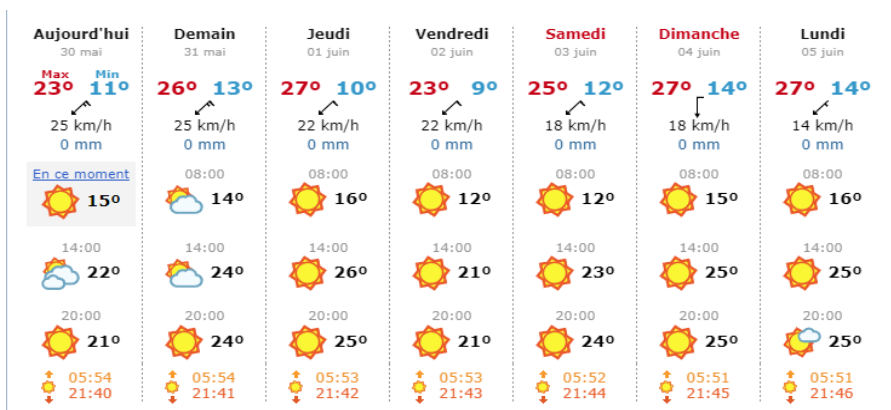 Aujourd'hui Demain Jeudi Vendredi Samedi Dimanche Lundi
30 mai 31 mai 01 juin 02 juin 03 juin 04 juin 05 juin
Max Min
23º 11º 26º 13º 27º 10º 23º 9º 25º 12º 27º 14º 27º 14º
25 km/h 25 km/h 22 km/h 22 km/h 18 km/h 18 km/h 14 km/h
0 mm 0 mm 0 mm 0 mm 0 mm 0 mm 0 mm
En ce moment 08:00 08:00 08:00 08:00 08:00 08:00
15º 14º 16º 12º 12º 15º 16º
14:00 14:00 14:00 14:00 14:00 14:00 14:00
22º 24º 26º 21º 23º 25º 25º
20:00 20:00 20:00 20:00 20:00 20:00 20:00
21º 24º 25º 21º 24º 25º 25º
05:54 05:54 05:53 05:53 05:52 05:51 05:51
21:40 21:41 21:42 21:43 21:44 21:45 21:46